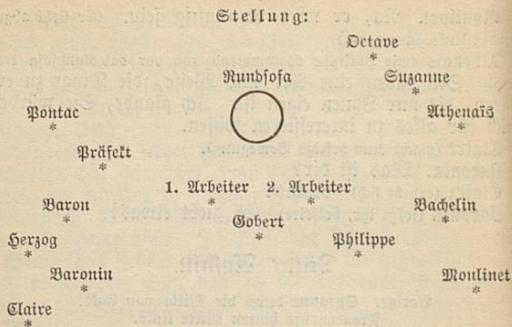 Stellung:
Octave
*
Rundsofa Suzanne
*
Pontac Athenaïs
* *
Präfekt
*
1. Arbeiter 2. Arbeiter
* *
Baron Bachelin
* *
Gobert
*
Herzog Philippe
* *
Baronin Moulinet
* *
Claire
*